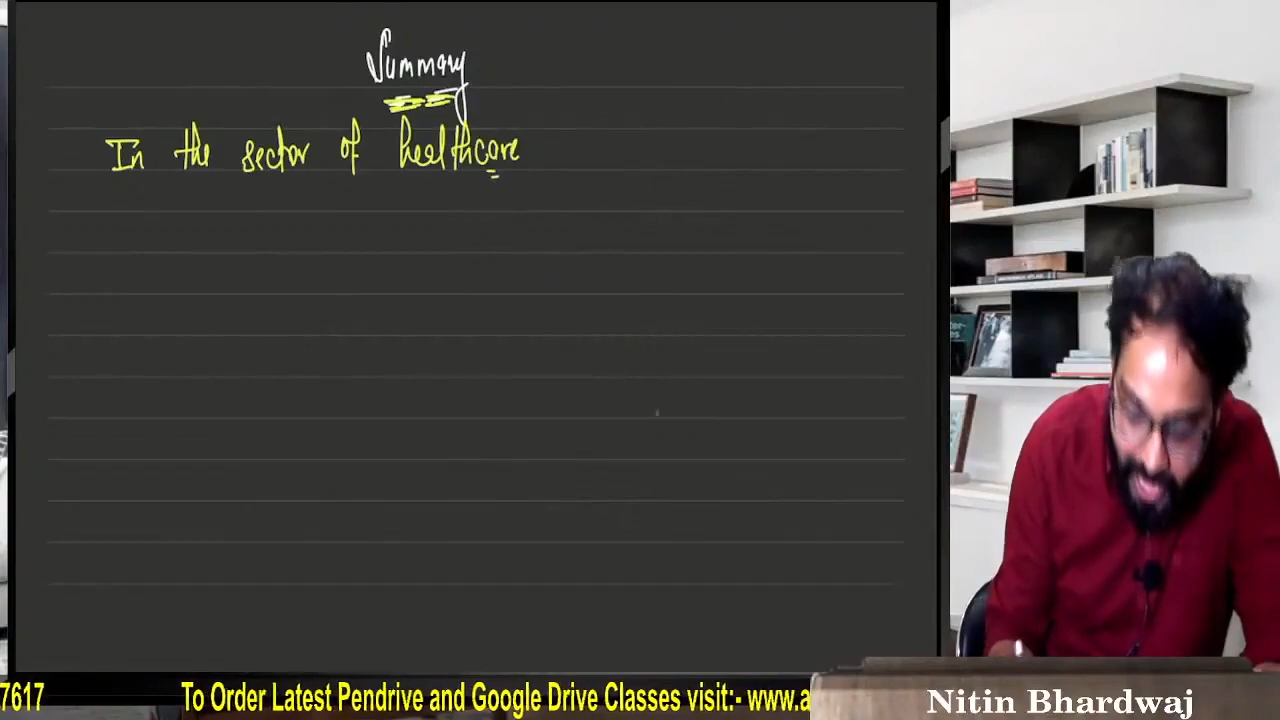 Summary
In the sector of healthcare
7617 To Order Latest Pendrive and Google Drive Classes visit:- www.a
Nitin Bhardwaj